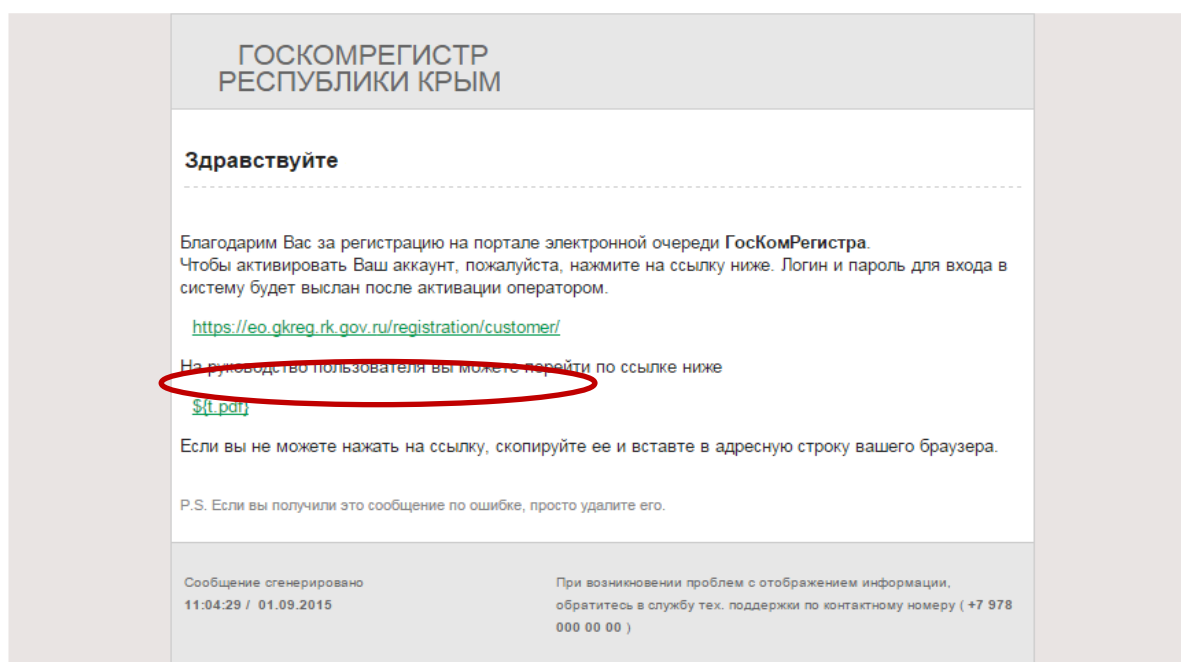 ГОСКОМРЕГИСТР
РЕСПУБЛИКИ КРЫМ
Здравствуйте
Благодарим Вас за регистрацию на портале электронной очереди ГосКомРегистра.
Чтобы активировать Ваш аккаунт, пожалуйста, нажмите на ссылку ниже. Логин и пароль для входа в
систему будет выслан после активации оператором.
https://eo.gkreg.rk.gov.ru/registration/customer/
На руководство пользователя вы можете перейти по ссылке ниже
${t.pdf}
Если вы не можете нажать на ссылку, скопируйте ее и вставте в адресную строку вашего браузера.
P.S. Если вы получили это сообщение по ошибке, просто удалите его.
Сообщение сгенерировано
11:04:29 / 01.09.2015
При возникновении проблем с отображением информации,
обратитесь в службу тех. поддержки по контактному номеру ( +7 978
000 00 00 )